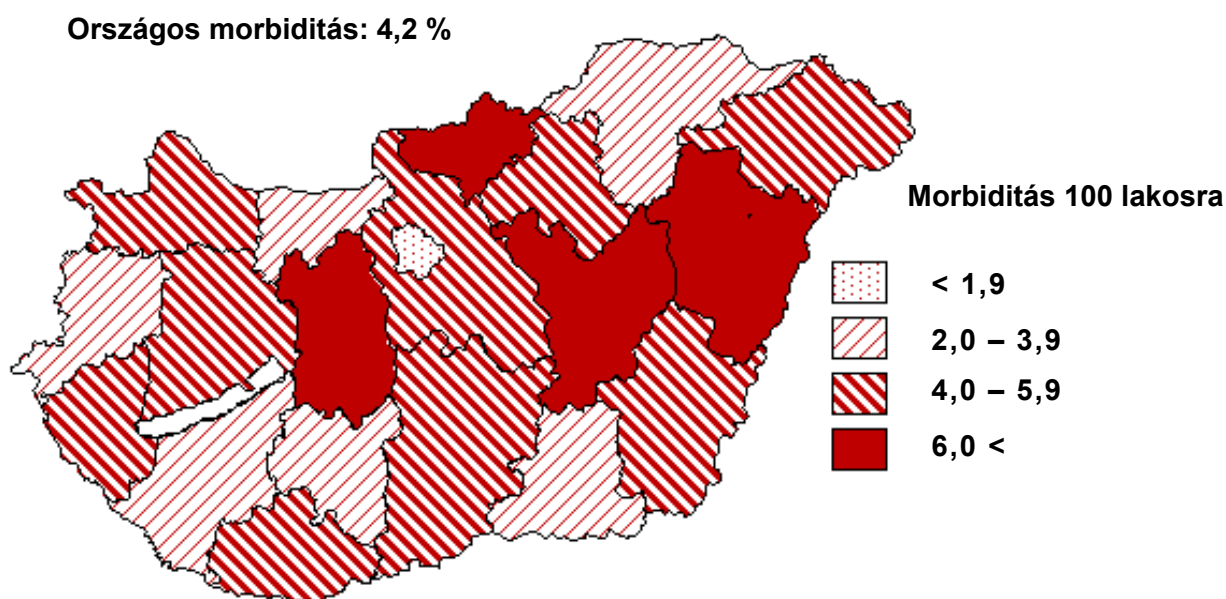 Országos morbiditás: 4,2 %
Morbiditás 100 lakosra
< 1,9
2,0 – 3,9
4,0 – 5,9
6,0 <